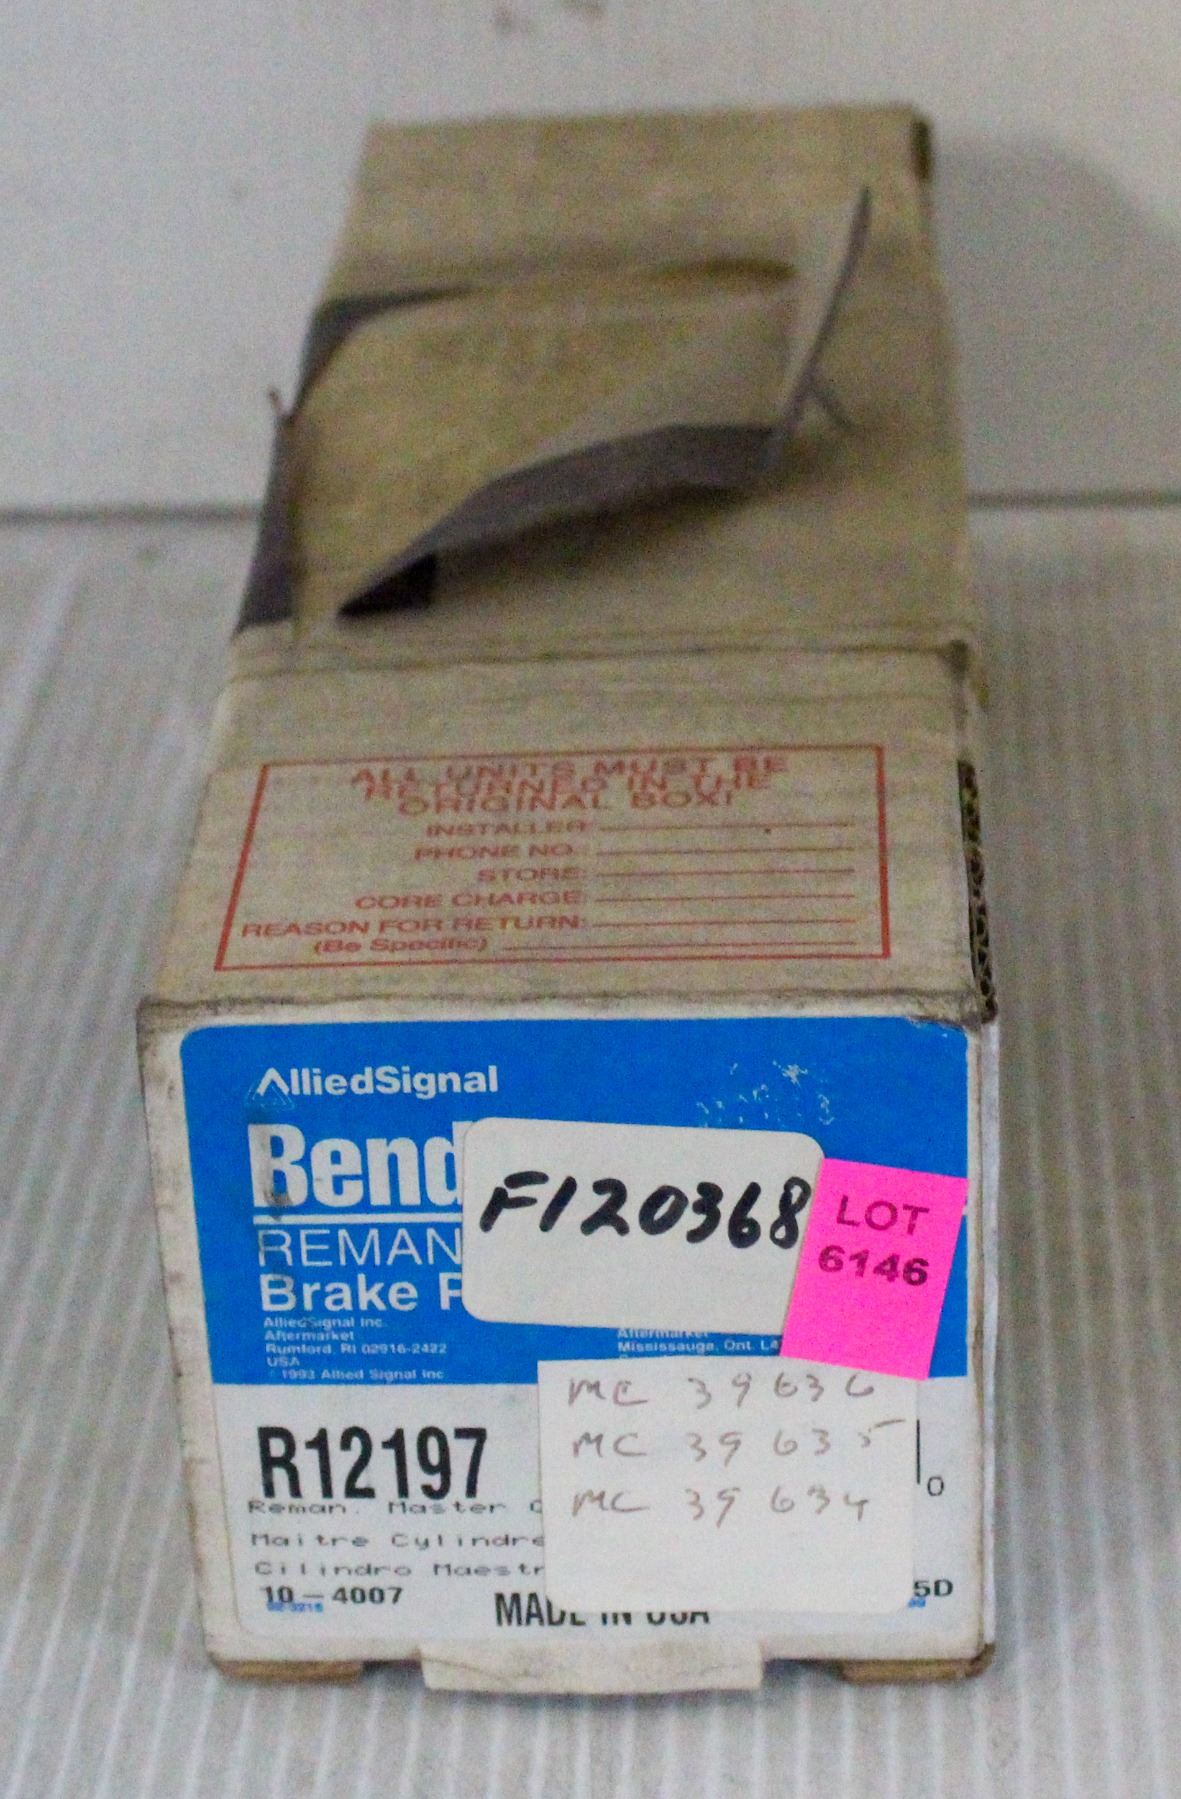 ALL UNITS MUST BE
RETURNED IN THE
ORIGINAL BOX!
INSTALLER:
PHONE NO.:
STORE:
CORE CHARGE:
REASON FOR RETURN:
(Be Specific)
AlliedSignal
Bend
REMAN
Brake P
F120368
LOT
6146
AlliedSignal Inc.
Aftermarket
Rumford, RI 02916-2422
USA
© 1993 Allied Signal Inc
Aftermarket
Mississauga, Ont. L4
MC 39636
MC 39635
MC 39634
R12197
0
Reman. Master C
Maitre Cylindre
Cilindro Maestr
10-4007
5D
MADE IN USA